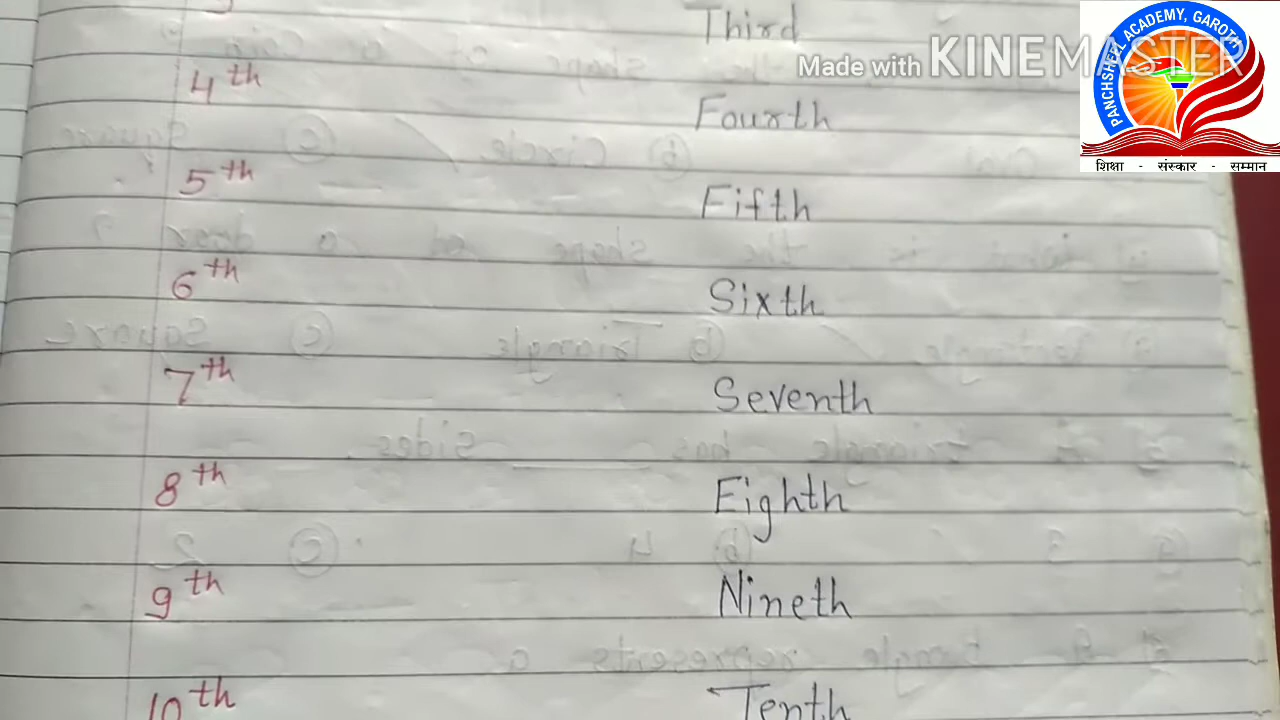 Third
Made with KINEMASTER
PANCHSHEEL ACADEMY, GAROTH
शिक्षा - संस्कार - सम्मान
4th Fourth
5th Fifth
6th Sixth
7th Seventh
8th Eighth
9th Nineth
10th Tenth